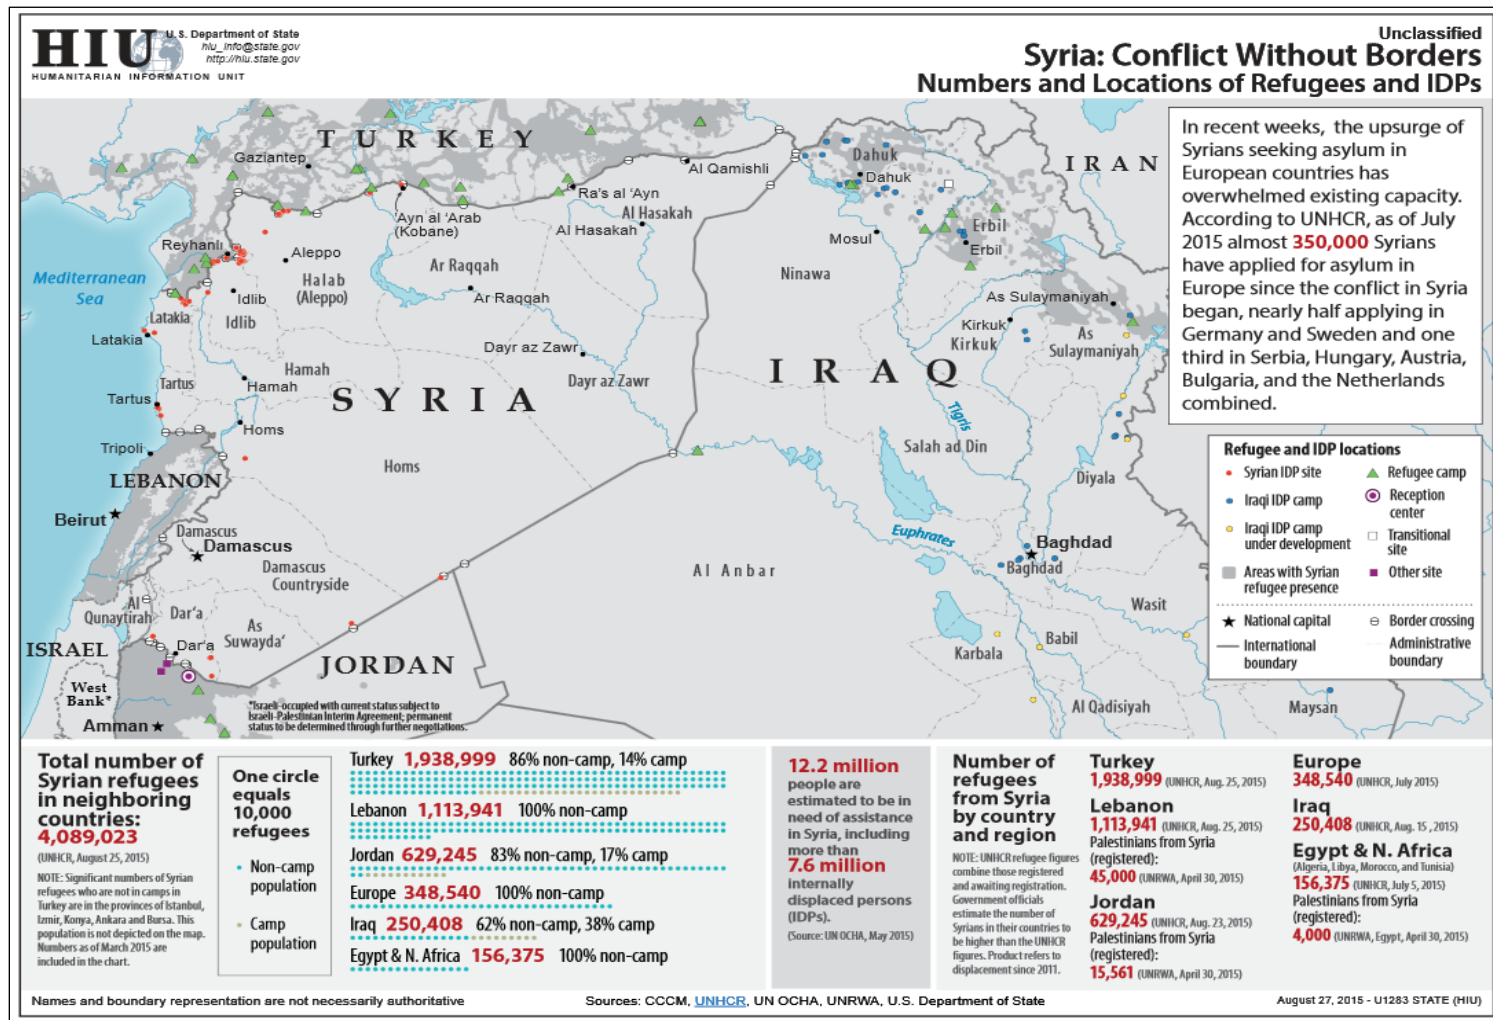 HIU
U. S. Department of State
hiu_info@state.gov
http://hiu.state.gov
HUMANITARIAN INFORMATION UNIT
Unclassified
Syria: Conflict Without Borders
Numbers and Locations of Refugees and IDPs
In recent weeks, the upsurge of
Syrians seeking asylum in
European countries has
overwhelmed existing capacity.
According to UNHCR, as of July
2015 almost 350,000 Syrians
have applied for asylum in
Europe since the conflict in Syria
began, nearly half applying in
Germany and Sweden and one
third in Serbia, Hungary, Austria,
Bulgaria, and the Netherlands
combined.
Refugee and IDP locations
Syrian IDP site
Refugee camp
Iraqi IDP camp
Reception
center
Iraqi IDP camp
under development
Transitional
site
Areas with Syrian
refugee presence
Other site
National capital
Border crossing
International
boundary
Administrative
boundary
TURKEY
Gaziantep
Al Qamishli
Dahuk
Dahuk
IRAN
Ra's al 'Ayn
'Ayn al 'Arab
(Kobane)
Al Hasakah
Al Hasakah
Mosul
Erbil
Erbil
Reyhanlı
Aleppo
Mediterranean
Sea
Halab
(Aleppo)
Ar Raqqah
Ninawa
Idlib
Ar Raqqah
As Sulaymaniyah
Latakia
Idlib
Kirkuk
Kirkuk
As
Sulaymaniyah
Latakia
Dayr az Zawr
Hamah
Hamah
Tartus
Dayr az Zawr
IRAQ
SYRIA
Tartus
Homs
Tigris
Tripoli
Homs
Salah ad Din
LEBANON
Diyala
Beirut
Damascus
Damascus
Euphrates
Baghdad
Baghdad
Damascus
Countryside
Al Anbar
Al
Qunaytirah
Dar'a
As
Suwayda'
Wasit
Babil
Karbala
ISRAEL
Dar'a
JORDAN
West
Bank*
Al Qadisiyah
Maysan
Amman
*Israeli-occupied with current status subject to
Israeli-Palestinian Interim Agreement; permanent
status to be determined through further negotiations.
Total number of
Syrian refugees
in neighboring
countries:
4,089,023
(UNHCR, August 25, 2015)
NOTE: Significant numbers of Syrian
refugees who are not in camps in
Turkey are in the provinces of Istanbul,
Izmir, Konya, Ankara and Bursa. This
population is not depicted on the map.
Numbers as of March 2015 are
included in the chart.
One circle
equals
10,000
refugees
Non-camp
population
Camp
population
Turkey 1,938,999 86% non-camp, 14% camp
Lebanon 1,113,941 100% non-camp
Jordan 629,245 83% non-camp, 17% camp
Europe 348,540 100% non-camp
Iraq 250,408 62% non-camp, 38% camp
Egypt & N. Africa 156,375 100% non-camp
12.2 million
people are
estimated to be in
need of assistance
in Syria, including
more than
7.6 million
internally
displaced persons
(IDPs).
(Source: UN OCHA, May 2015)
Number of
refugees
from Syria
by country
and region
NOTE: UNHCR refugee figures
combine those registered
and awaiting registration.
Government officials
estimate the number of
Syrians in their countries to
be higher than the UNHCR
figures. Product refers to
displacement since 2011.
Turkey
1,938,999 (UNHCR, Aug. 25, 2015)
Lebanon
1,113,941 (UNHCR, Aug. 25, 2015)
Palestinians from Syria
(registered):
45,000 (UNRWA, April 30, 2015)
Jordan
629,245 (UNHCR, Aug. 23, 2015)
Palestinians from Syria
(registered):
15,561 (UNRWA, April 30, 2015)
Europe
348,540 (UNHCR, July 2015)
Iraq
250,408 (UNHCR, Aug. 15 , 2015)
Egypt & N. Africa
(Algeria, Libya, Morocco, and Tunisia)
156,375 (UNHCR, July 5, 2015)
Palestinians from Syria
(registered):
4,000 (UNRWA, Egypt, April 30, 2015)
Names and boundary representation are not necessarily authoritative
Sources: CCCM, UNHCR, UN OCHA, UNRWA, U.S. Department of State
August 27, 2015 - U1283 STATE (HIU)